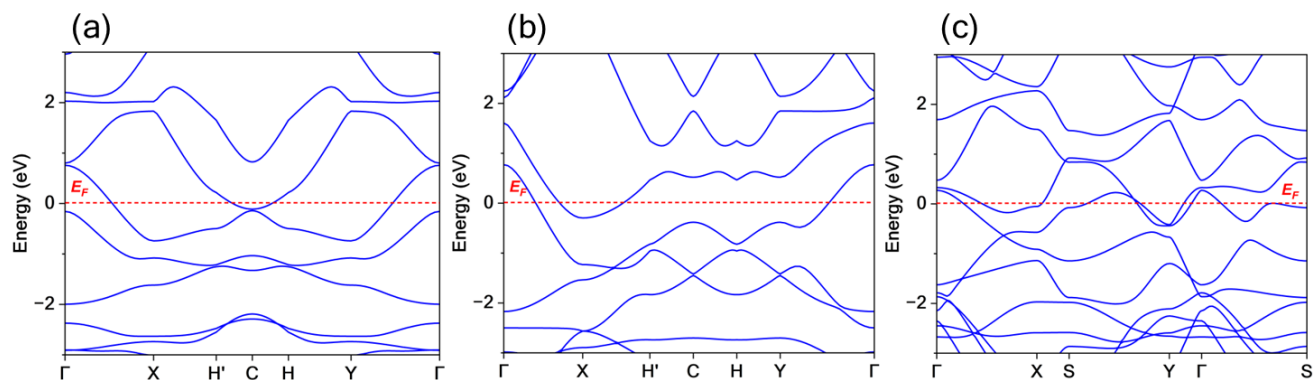 (a)
(b)
(c)
Energy (eV)
2
0
−2
E_F
Γ X H' C H Y Γ
Energy (eV)
2
0
−2
E_F
Γ X H' C H Y Γ
Energy (eV)
2
0
−2
E_F
Γ X S Y Γ S